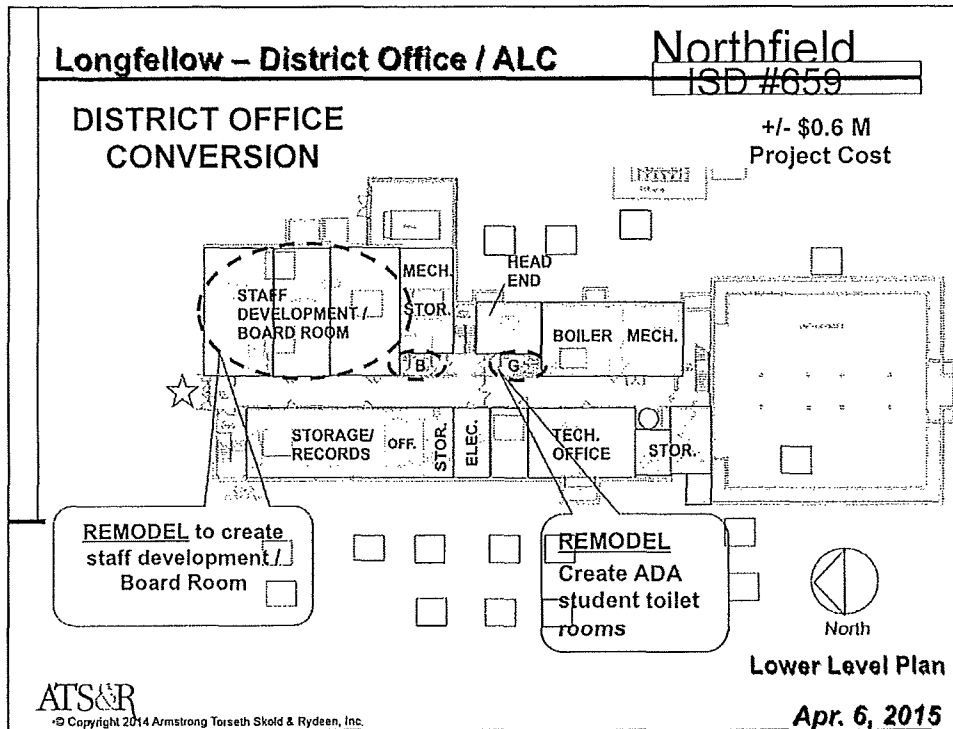 Longfellow – District Office / ALC
Northfield
ISD #659
DISTRICT OFFICE
CONVERSION
+/- $0.6 M
Project Cost
HEAD
END
MECH.
STOR.
STAFF
DEVELOPMENT /
BOARD ROOM
BOILER
MECH.
B
G
STORAGE/
RECORDS
OFF.
STOR.
ELEC.
TECH.
OFFICE
STOR.
REMODEL to create
staff development /
Board Room
REMODEL
Create ADA
student toilet
rooms
North
Lower Level Plan
ATS&R
© Copyright 2014 Armstrong Torseth Skold & Rydeen, Inc.
Apr. 6, 2015